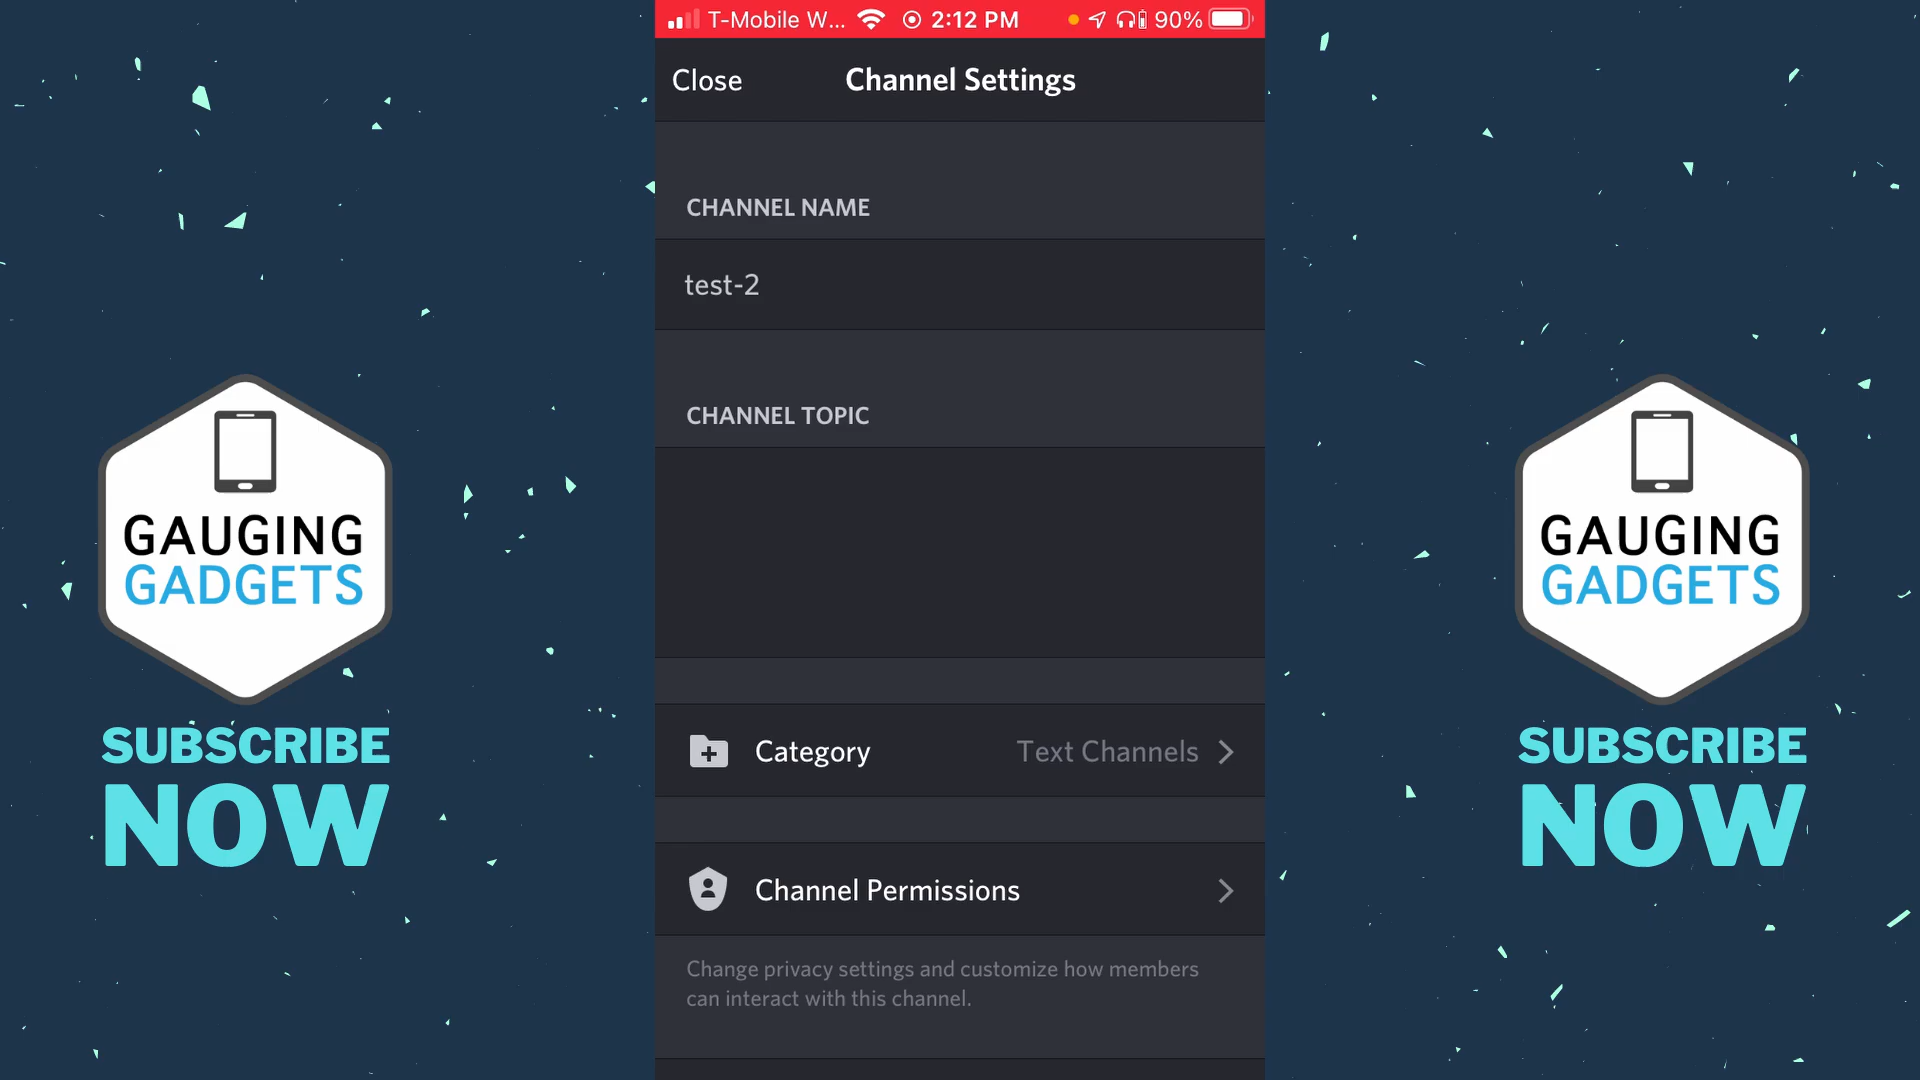 T-Mobile W... 2:12 PM 90%
Close Channel Settings
CHANNEL NAME
test-2
CHANNEL TOPIC
Category Text Channels
Channel Permissions
Change privacy settings and customize how members
can interact with this channel.
GAUGING
GADGETS
SUBSCRIBE
NOW
GAUGING
GADGETS
SUBSCRIBE
NOW